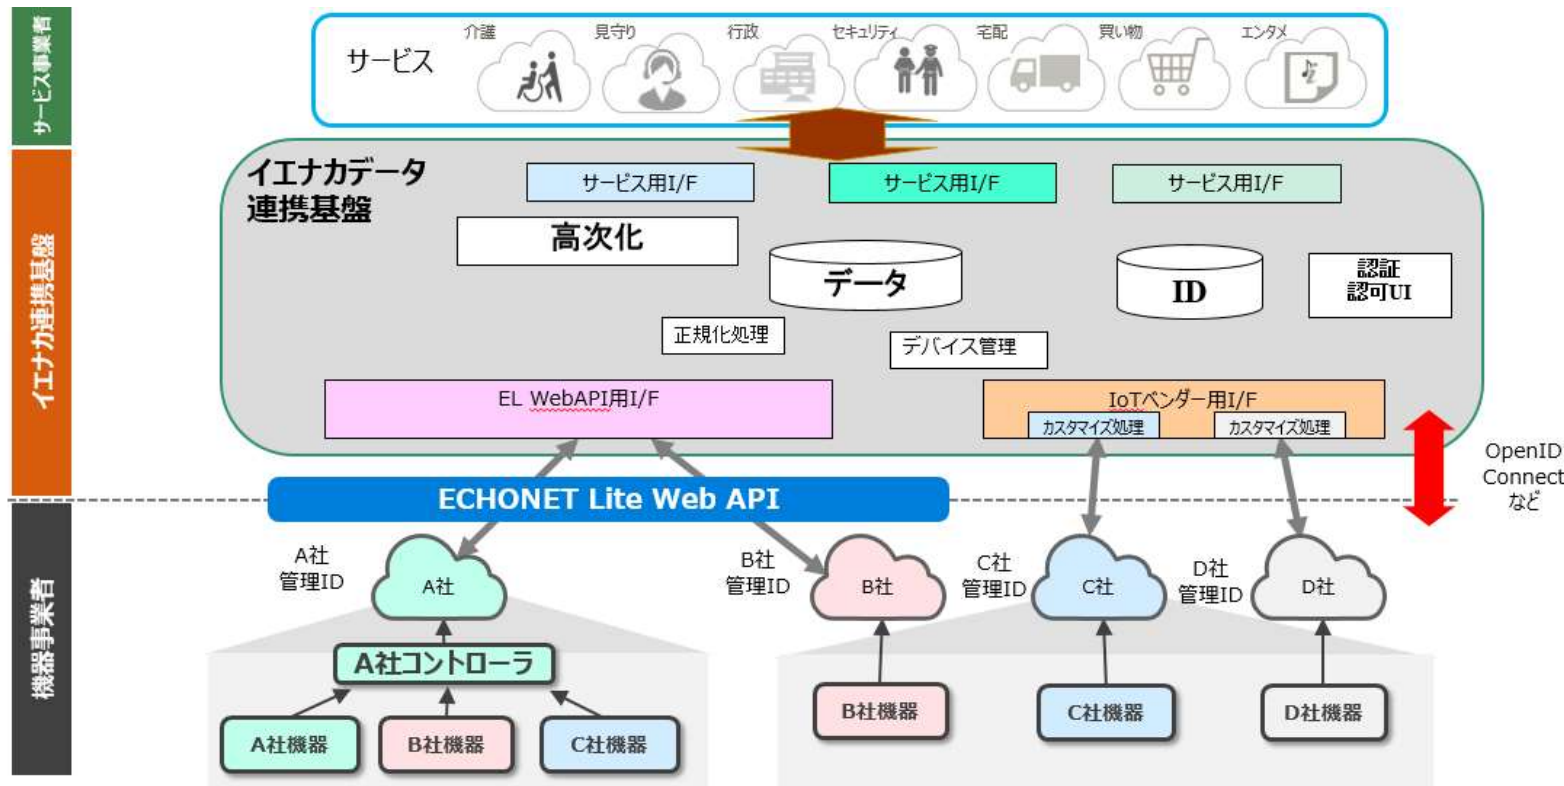 サービス事業者
サービス
介護
見守り
行政
セキュリティ
宅配
買い物
エンタメ
イエナカ連携基盤
イエナカデータ
連携基盤
サービス用I/F
サービス用I/F
サービス用I/F
高次化
データ
ID
認証
認可UI
正規化処理
デバイス管理
EL WebAPI用I/F
IoTベンダー用I/F
カスタマイズ処理
カスタマイズ処理
OpenID
Connect
など
ECHONET Lite Web API
機器事業者
A社
管理ID
A社
B社
管理ID
B社
C社
管理ID
C社
D社
管理ID
D社
A社コントローラ
A社機器
B社機器
C社機器
B社機器
C社機器
D社機器